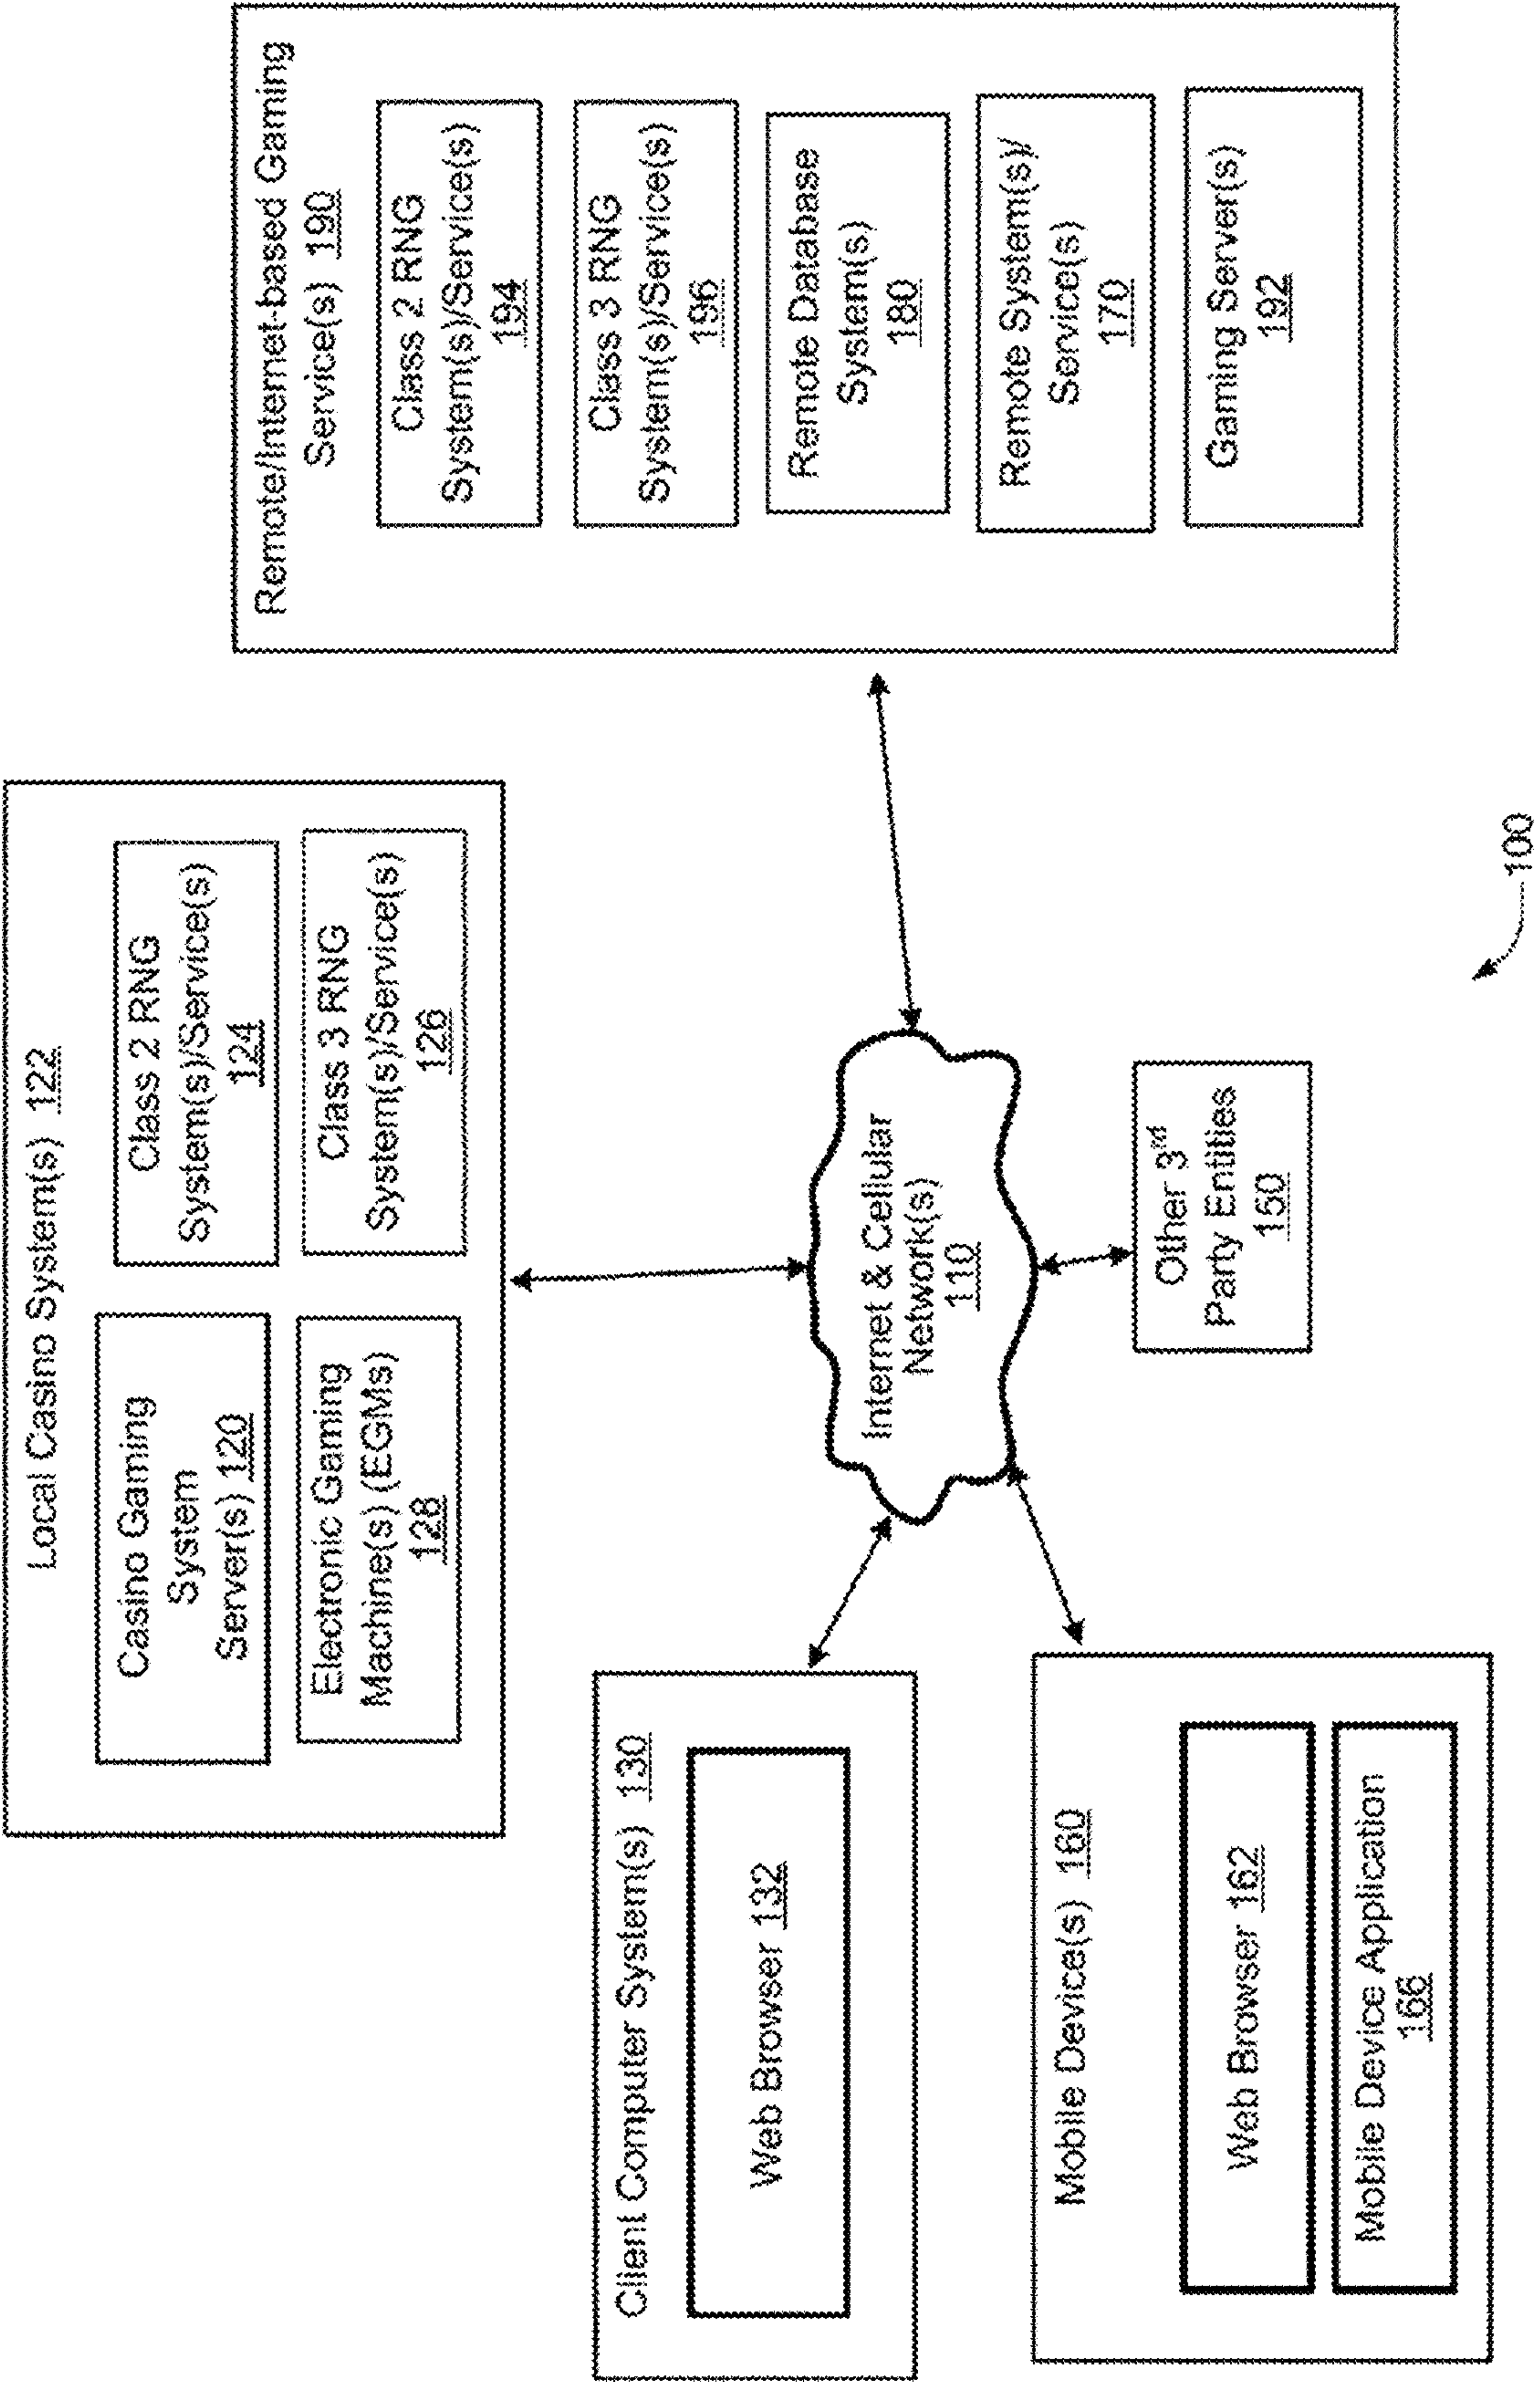 Local Casino System(s) 122
Casino Gaming
System
Server(s) 120
Class 2 RNG
System(s)/Service(s)
124
Electronic Gaming
Machine(s) (EGMs)
128
Class 3 RNG
System(s)/Service(s)
126
Remote/Internet-based Gaming
Service(s) 190
Class 2 RNG
System(s)/Service(s)
194
Class 3 RNG
System(s)/Service(s)
196
Remote Database
System(s)
180
Remote System(s)/
Service(s)
170
Gaming Server(s)
192
Client Computer System(s) 130
Web Browser 132
Internet & Cellular
Network(s)
110
Mobile Device(s) 160
Web Browser 162
Mobile Device Application
166
Other 3rd
Party Entities
150
100